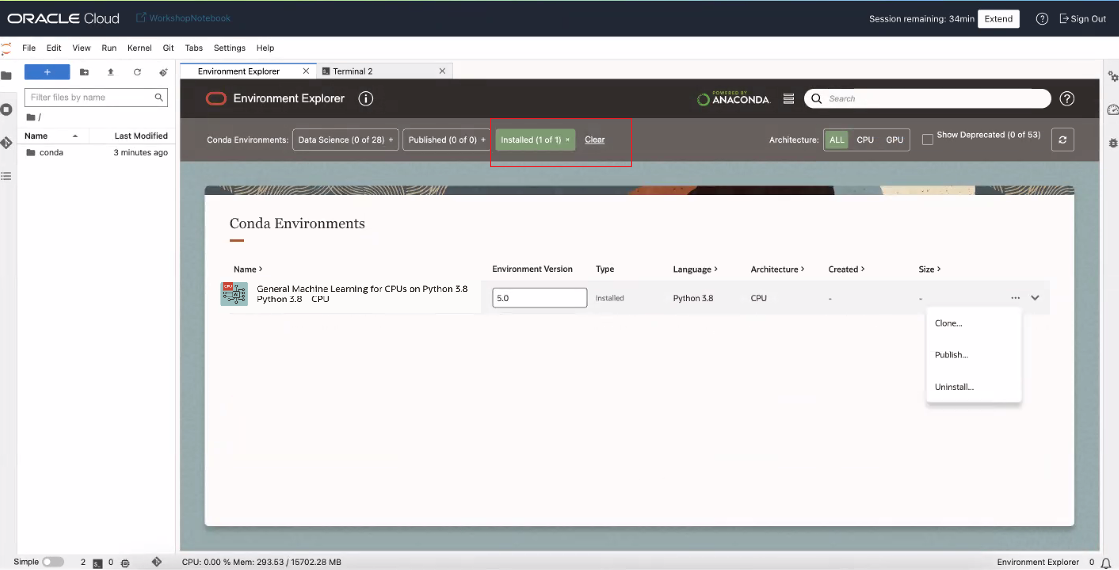 ORACLE Cloud
WorkshopNotebook
Session remaining: 34min
Extend
Sign Out
File Edit View Run Kernel Git Tabs Settings Help
Environment Explorer
Terminal 2
Filter files by name
/
Name
Last Modified
conda
3 minutes ago
Environment Explorer
POWERED BY
ANACONDA.
Search
Conda Environments:
Data Science (0 of 28) +
Published (0 of 0) +
Installed (1 of 1)
Clear
Architecture:
ALL CPU GPU
Show Deprecated (0 of 53)
Conda Environments
Name > Environment Version Type Language > Architecture > Created > Size >
CPU
General Machine Learning for CPUs on Python 3.8
Python 3.8 CPU
5.0
Installed
Python 3.8
CPU
-
-
...
Clone...
Publish...
Uninstall...
Simple
2
0
CPU: 0.00 % Mem: 293.53 / 15702.28 MB
Environment Explorer
0